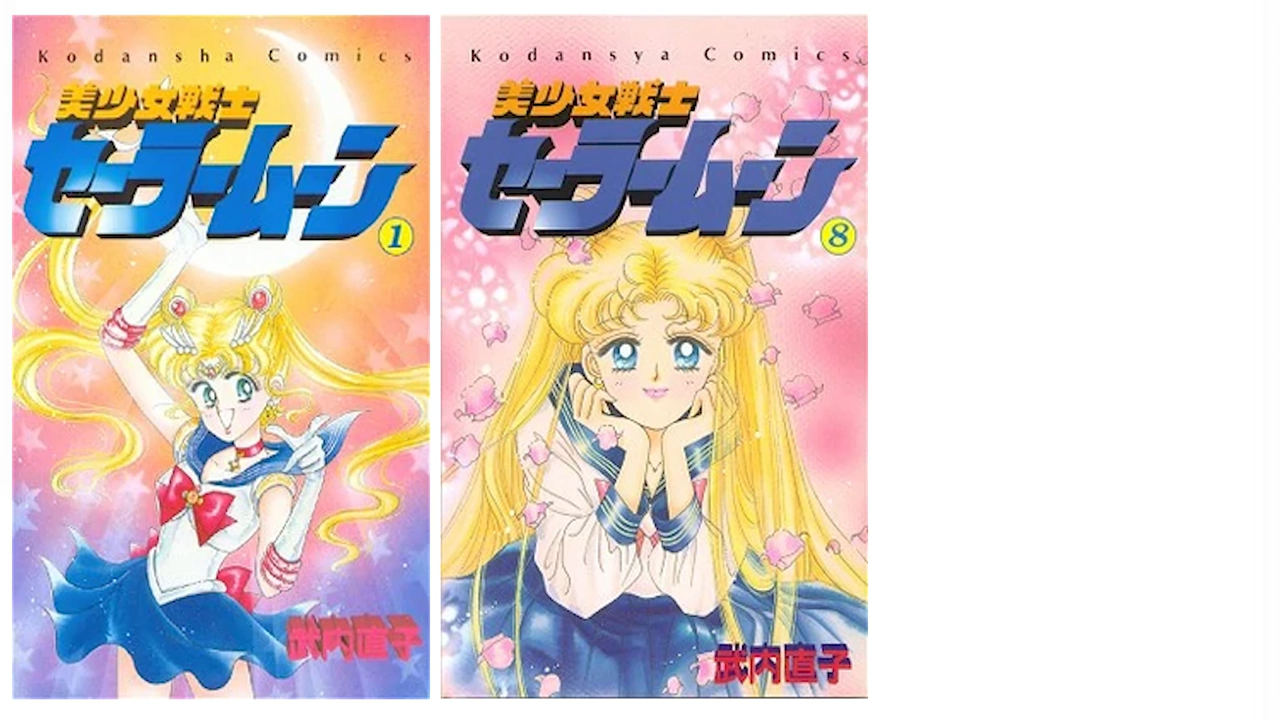 Kodansha Comics
美少女戦士
セーラームーン
1
武内直子
Kodansya Comics
美少女戦士
セーラームーン
8
武内直子